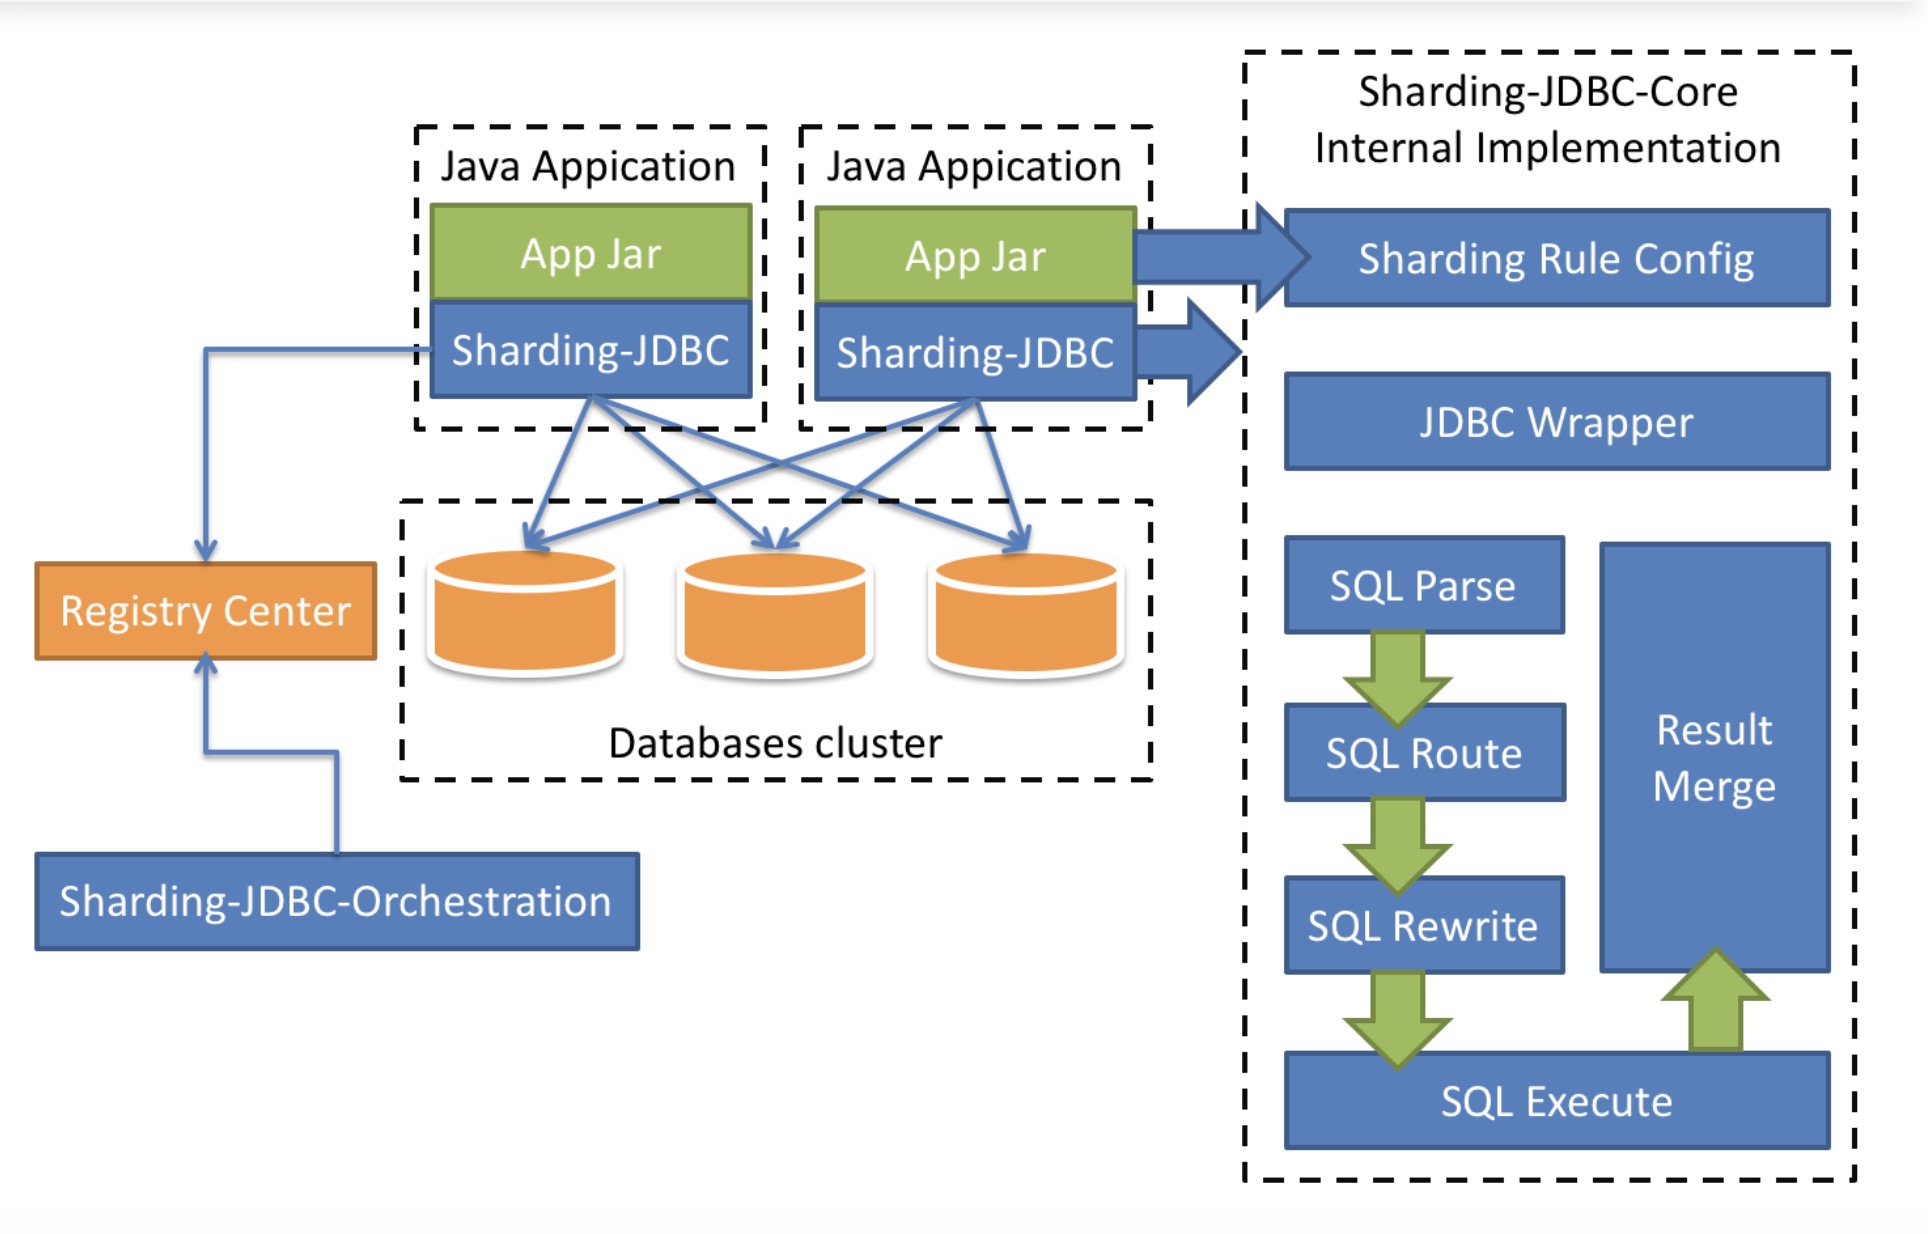 Sharding-JDBC-Core
Internal Implementation
Java Appication
Java Appication
App Jar
App Jar
Sharding Rule Config
Sharding-JDBC
Sharding-JDBC
JDBC Wrapper
Registry Center
Databases cluster
Sharding-JDBC-Orchestration
SQL Parse
SQL Route
SQL Rewrite
Result
Merge
SQL Execute